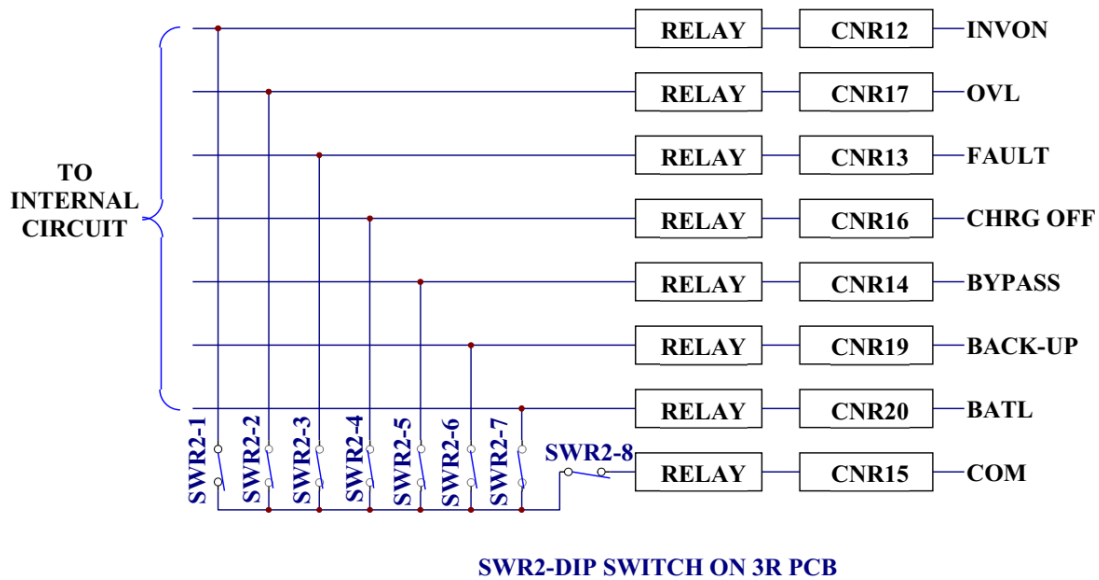 RELAY CNR12 INVON
RELAY CNR17 OVL
RELAY CNR13 FAULT
TO
INTERNAL
CIRCUIT
RELAY CNR16 CHRG OFF
RELAY CNR14 BYPASS
RELAY CNR19 BACK-UP
RELAY CNR20 BATL
SWR2-1
SWR2-2
SWR2-3
SWR2-4
SWR2-5
SWR2-6
SWR2-7
SWR2-8
RELAY CNR15 COM
SWR2-DIP SWITCH ON 3R PCB